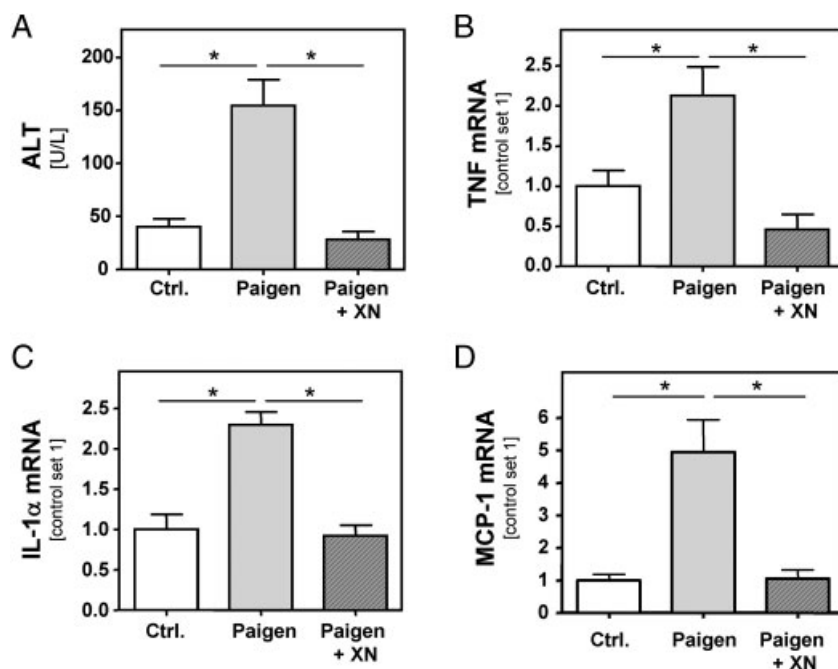 A
ALT
[U/L]
200
150
100
50
0
*
*
Ctrl.
Paigen
Paigen
+ XN
B
TNF mRNA
[control set 1]
2.5
2.0
1.5
1.0
0.5
0.0
*
*
Ctrl.
Paigen
Paigen
+ XN
C
IL-1α mRNA
[control set 1]
2.5
2.0
1.5
1.0
0.5
0.0
*
*
Ctrl.
Paigen
Paigen
+ XN
D
MCP-1 mRNA
[control set 1]
6
5
4
3
2
1
0
*
*
Ctrl.
Paigen
Paigen
+ XN